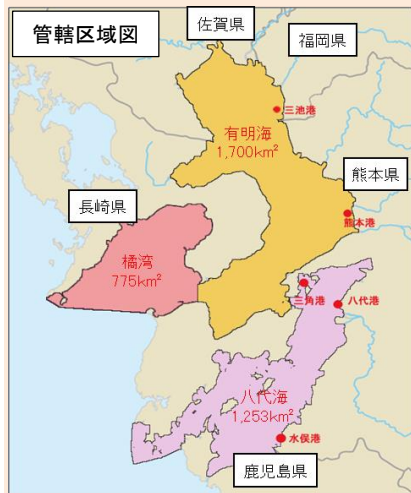 管轄区域図
佐賀県
福岡県
三池港
有明海
1,700km²
熊本県
長崎県
熊本港
橘湾
775km²
三角港
八代港
八代海
1,253km²
水俣港
鹿児島県